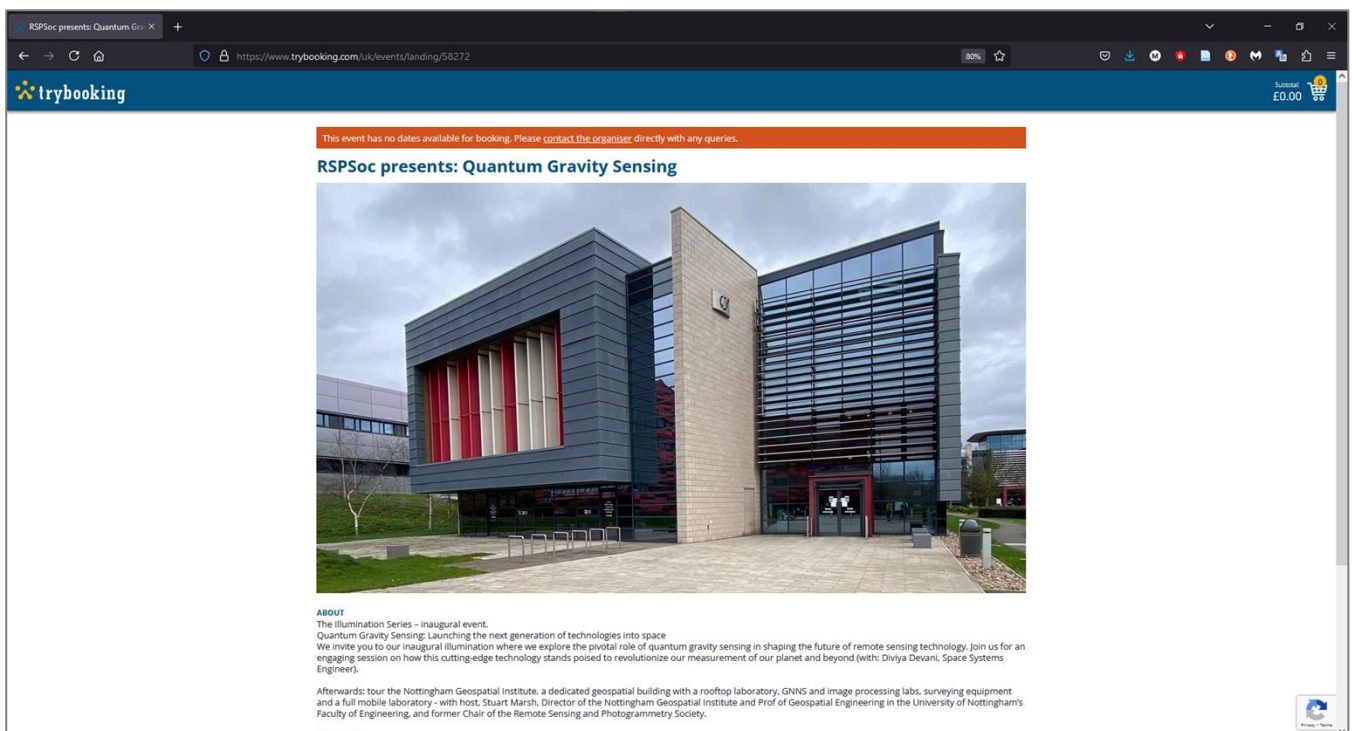 RSPSoc presents: Quantum Gra
https://www.trybooking.com/uk/events/landing/58272
80%
trybooking
Subtotal:
£0.00
0
This event has no dates available for booking. Please contact the organiser directly with any queries.
RSPSoc presents: Quantum Gravity Sensing
ABOUT
The Illumination Series – inaugural event.
Quantum Gravity Sensing: Launching the next generation of technologies into space
We invite you to our inaugural illumination where we explore the pivotal role of quantum gravity sensing in shaping the future of remote sensing technology. Join us for an
engaging session on how this cutting-edge technology stands poised to revolutionize our measurement of our planet and beyond (with: Diviya Devani, Space Systems
Engineer),
Afterwards: tour the Nottingham Geospatial Institute, a dedicated geospatial building with a rooftop laboratory, GNNS and image processing labs, surveying equipment
and a full mobile laboratory - with host, Stuart Marsh, Director of the Nottingham Geospatial Institute and Prof of Geospatial Engineering in the University of Nottingham's
Faculty of Engineering, and former Chair of the Remote Sensing and Photogrammetry Society.
Privacy - Terms